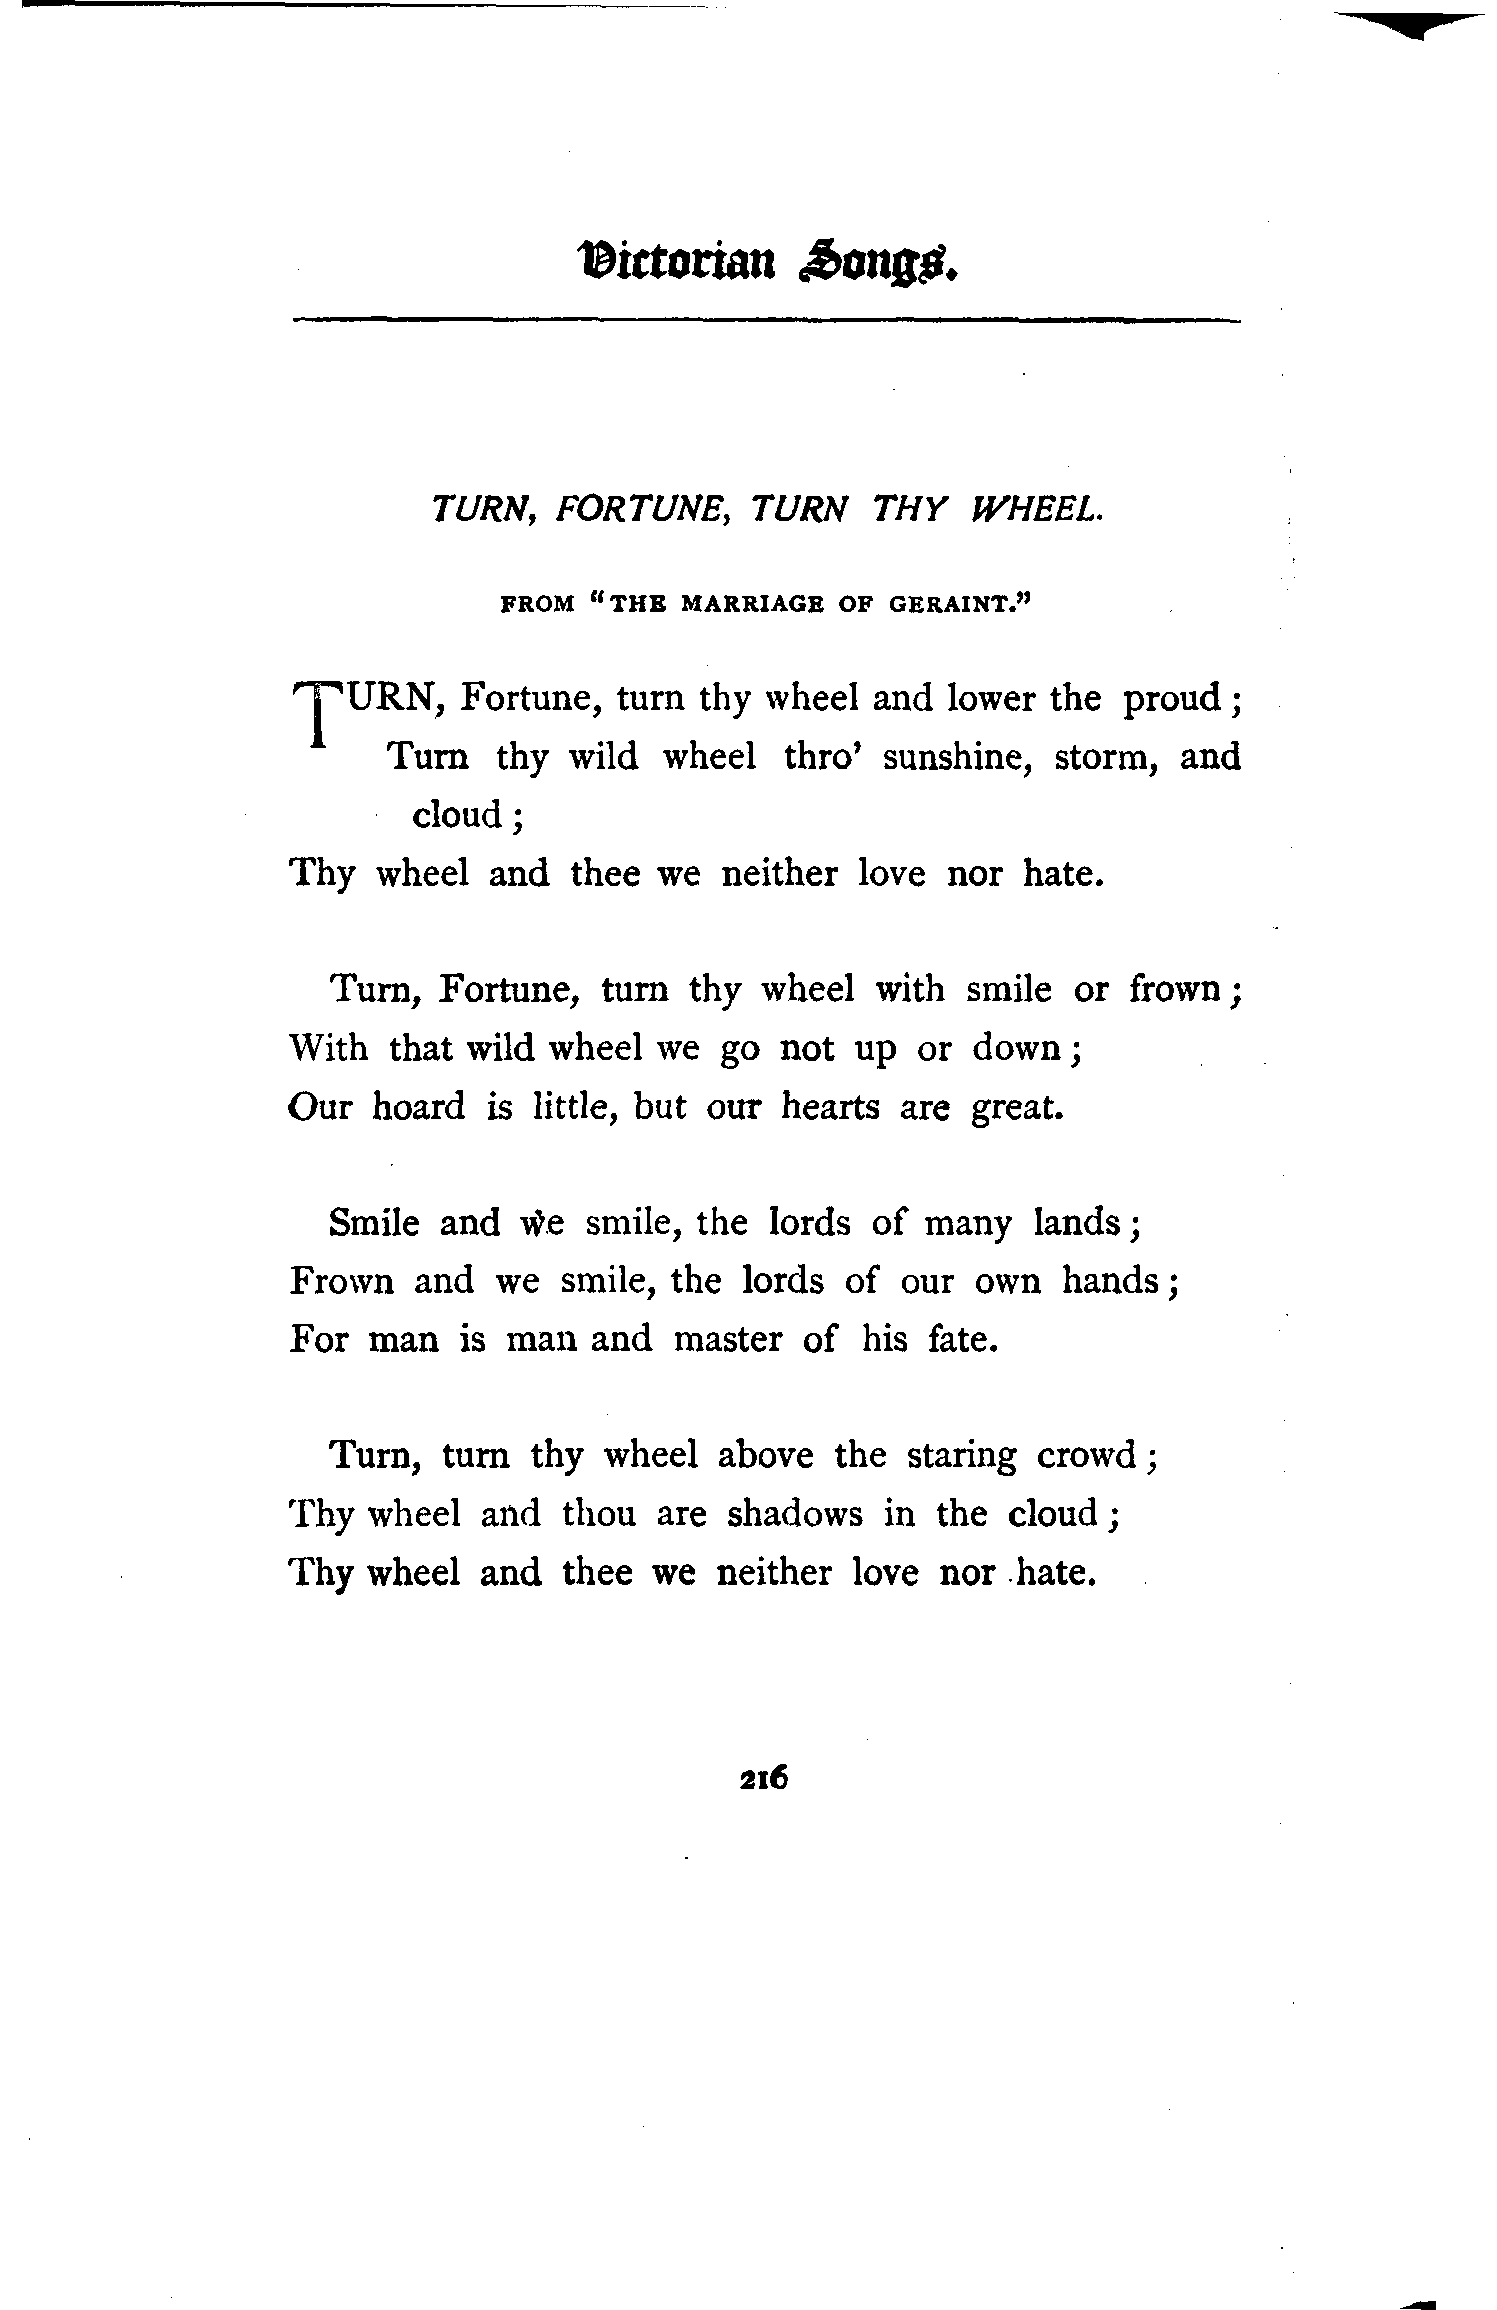 Victorian Songs.
TURN, FORTUNE, TURN THY WHEEL.
FROM "THE MARRIAGE OF GERAINT."
TURN, Fortune, turn thy wheel and lower the proud;
Turn thy wild wheel thro' sunshine, storm, and
cloud;
Thy wheel and thee we neither love nor hate.
Turn, Fortune, turn thy wheel with smile or frown;
With that wild wheel we go not up or down;
Our hoard is little, but our hearts are great.
Smile and we smile, the lords of many lands;
Frown and we smile, the lords of our own hands;
For man is man and master of his fate.
Turn, turn thy wheel above the staring crowd;
Thy wheel and thou are shadows in the cloud;
Thy wheel and thee we neither love nor hate.
216